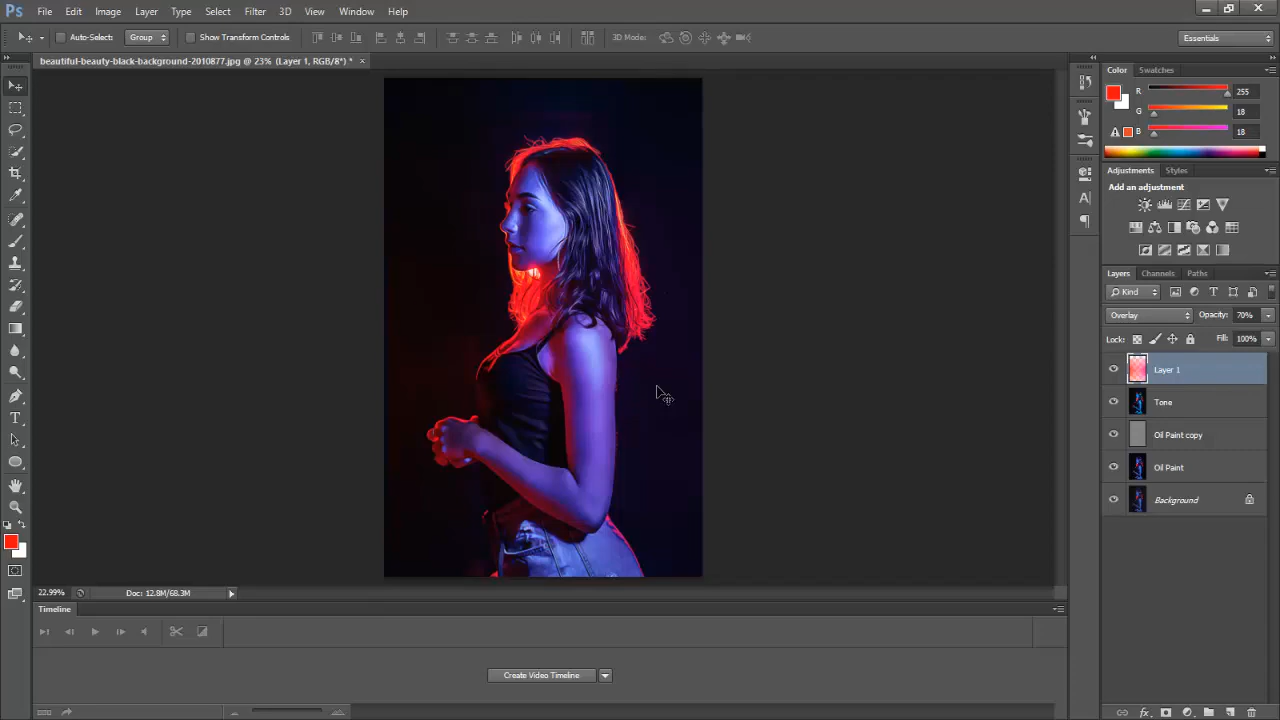 Ps File Edit Image Layer Type Select Filter 3D View Window Help
Auto-Select: Group Show Transform Controls 3D Mode: Essentials
beautiful-beauty-black-background-2010877.jpg @ 23% (Layer 1, RGB/8*) *
Color Swatches
R 255
G 18
B 18
Adjustments Styles
Add an adjustment
Layers Channels Paths
Kind
Overlay Opacity: 70%
Lock: Fill: 100%
Layer 1
Tone
Oil Paint copy
Oil Paint
Background
22.99% Doc: 12.8M/68.3M
Timeline
Create Video Timeline